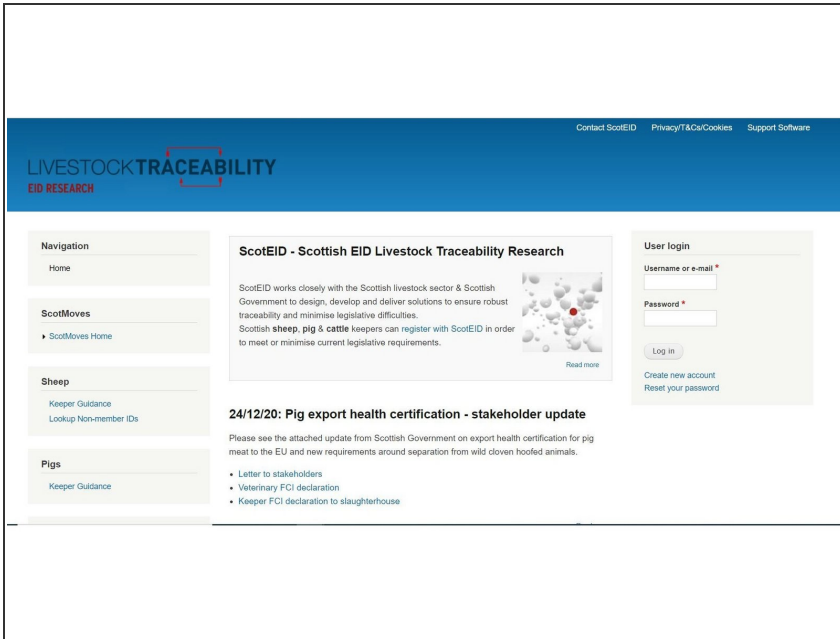 Contact ScotEID Privacy/T&Cs/Cookies Support Software
LIVESTOCKTRACEABILITY
EID RESEARCH
Navigation
Home
ScotMoves
ScotMoves Home
Sheep
Keeper Guidance
Lookup Non-member IDs
Pigs
Keeper Guidance
ScotEID - Scottish EID Livestock Traceability Research
ScotEID works closely with the Scottish livestock sector & Scottish
Government to design, develop and deliver solutions to ensure robust
traceability and minimise legislative difficulties.
Scottish sheep, pig & cattle keepers can register with ScotEID in order
to meet or minimise current legislative requirements.
Read more
24/12/20: Pig export health certification - stakeholder update
Please see the attached update from Scottish Government on export health certification for pig
meat to the EU and new requirements around separation from wild cloven hoofed animals.
• Letter to stakeholders
• Veterinary FCI declaration
• Keeper FCI declaration to slaughterhouse
User login
Username or e-mail *
Password *
Log in
Create new account
Reset your password